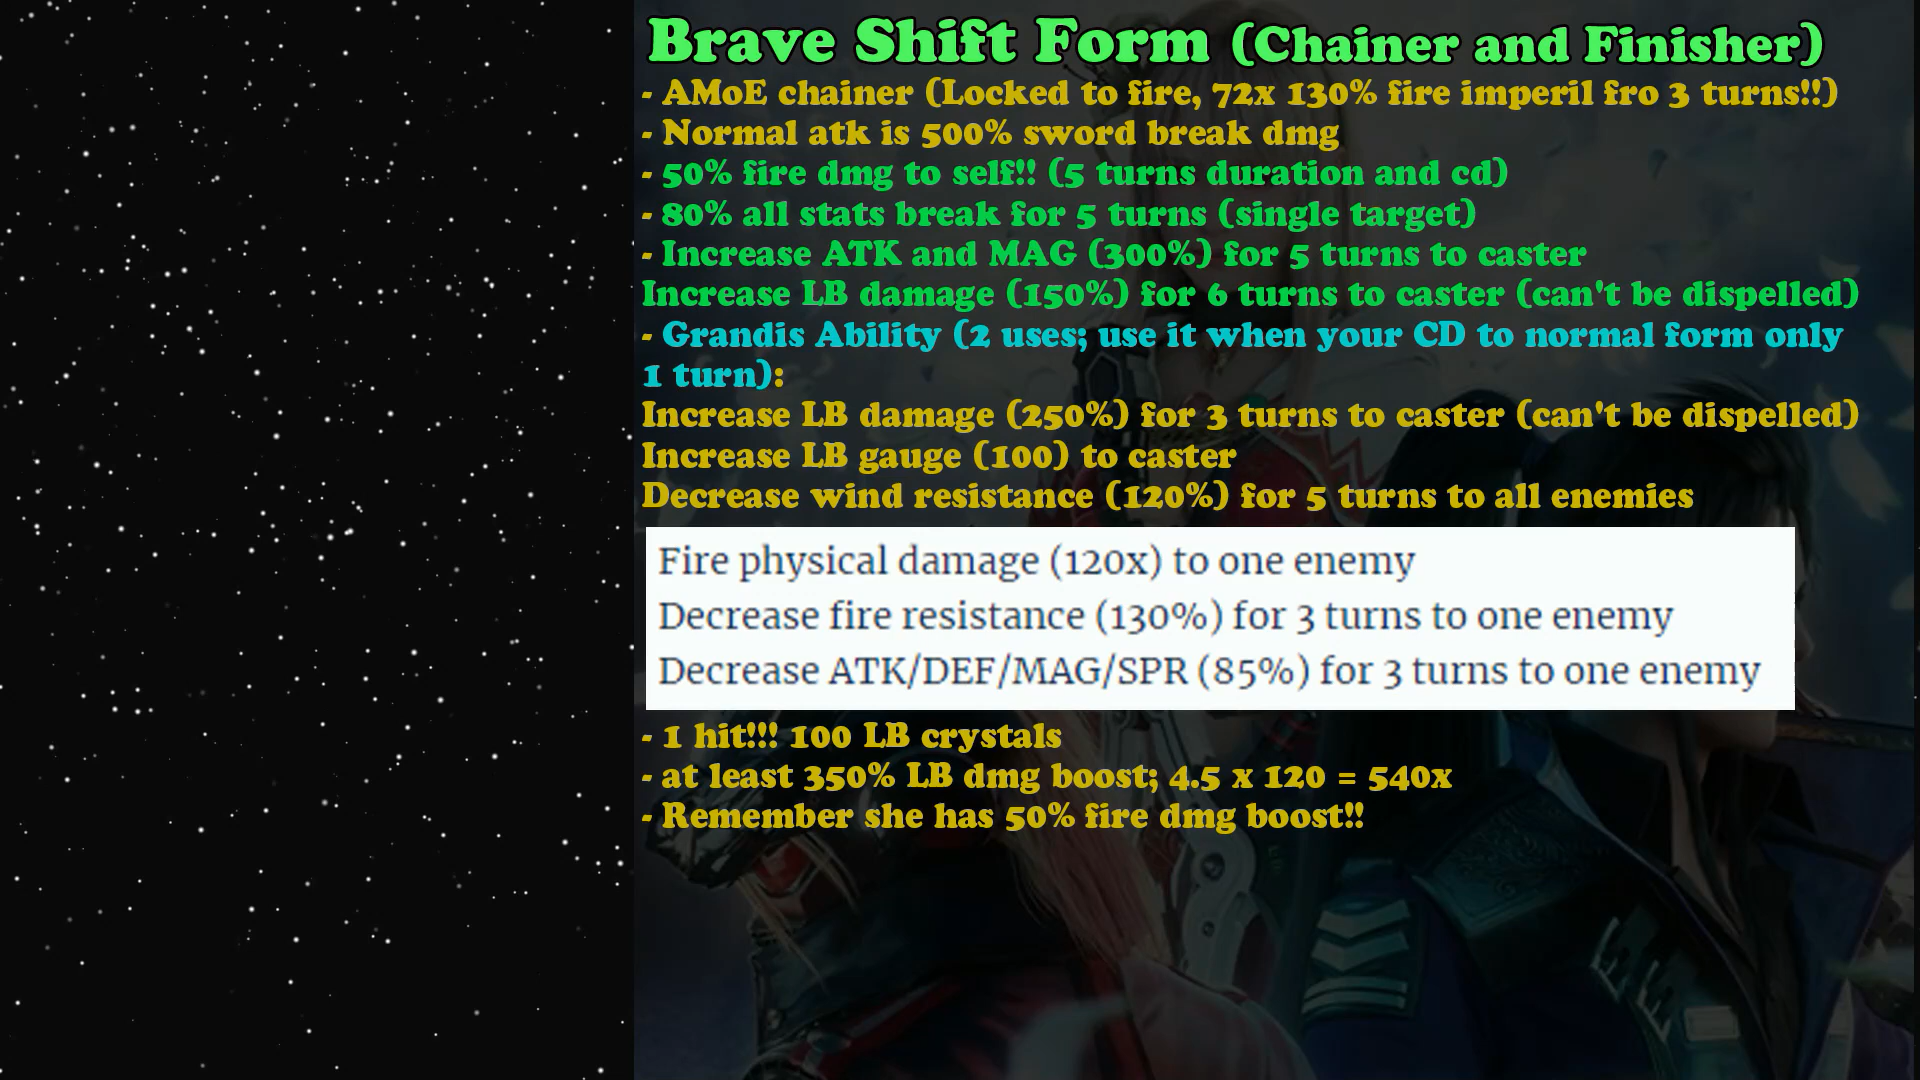 Brave Shift Form (Chainer and Finisher)
- AMoE chainer (Locked to fire, 72x 130% fire imperil fro 3 turns!!)
- Normal atk is 500% sword break dmg
- 50% fire dmg to self!! (5 turns duration and cd)
- 80% all stats break for 5 turns (single target)
- Increase ATK and MAG (300%) for 5 turns to caster
Increase LB damage (150%) for 6 turns to caster (can't be dispelled)
- Grandis Ability (2 uses; use it when your CD to normal form only
1 turn):
Increase LB damage (250%) for 3 turns to caster (can't be dispelled)
Increase LB gauge (100) to caster
Decrease wind resistance (120%) for 5 turns to all enemies
Fire physical damage (120x) to one enemy
Decrease fire resistance (130%) for 3 turns to one enemy
Decrease ATK/DEF/MAG/SPR (85%) for 3 turns to one enemy
- 1 hit!!! 100 LB crystals
- at least 350% LB dmg boost; 4.5 x 120 = 540x
- Remember she has 50% fire dmg boost!!